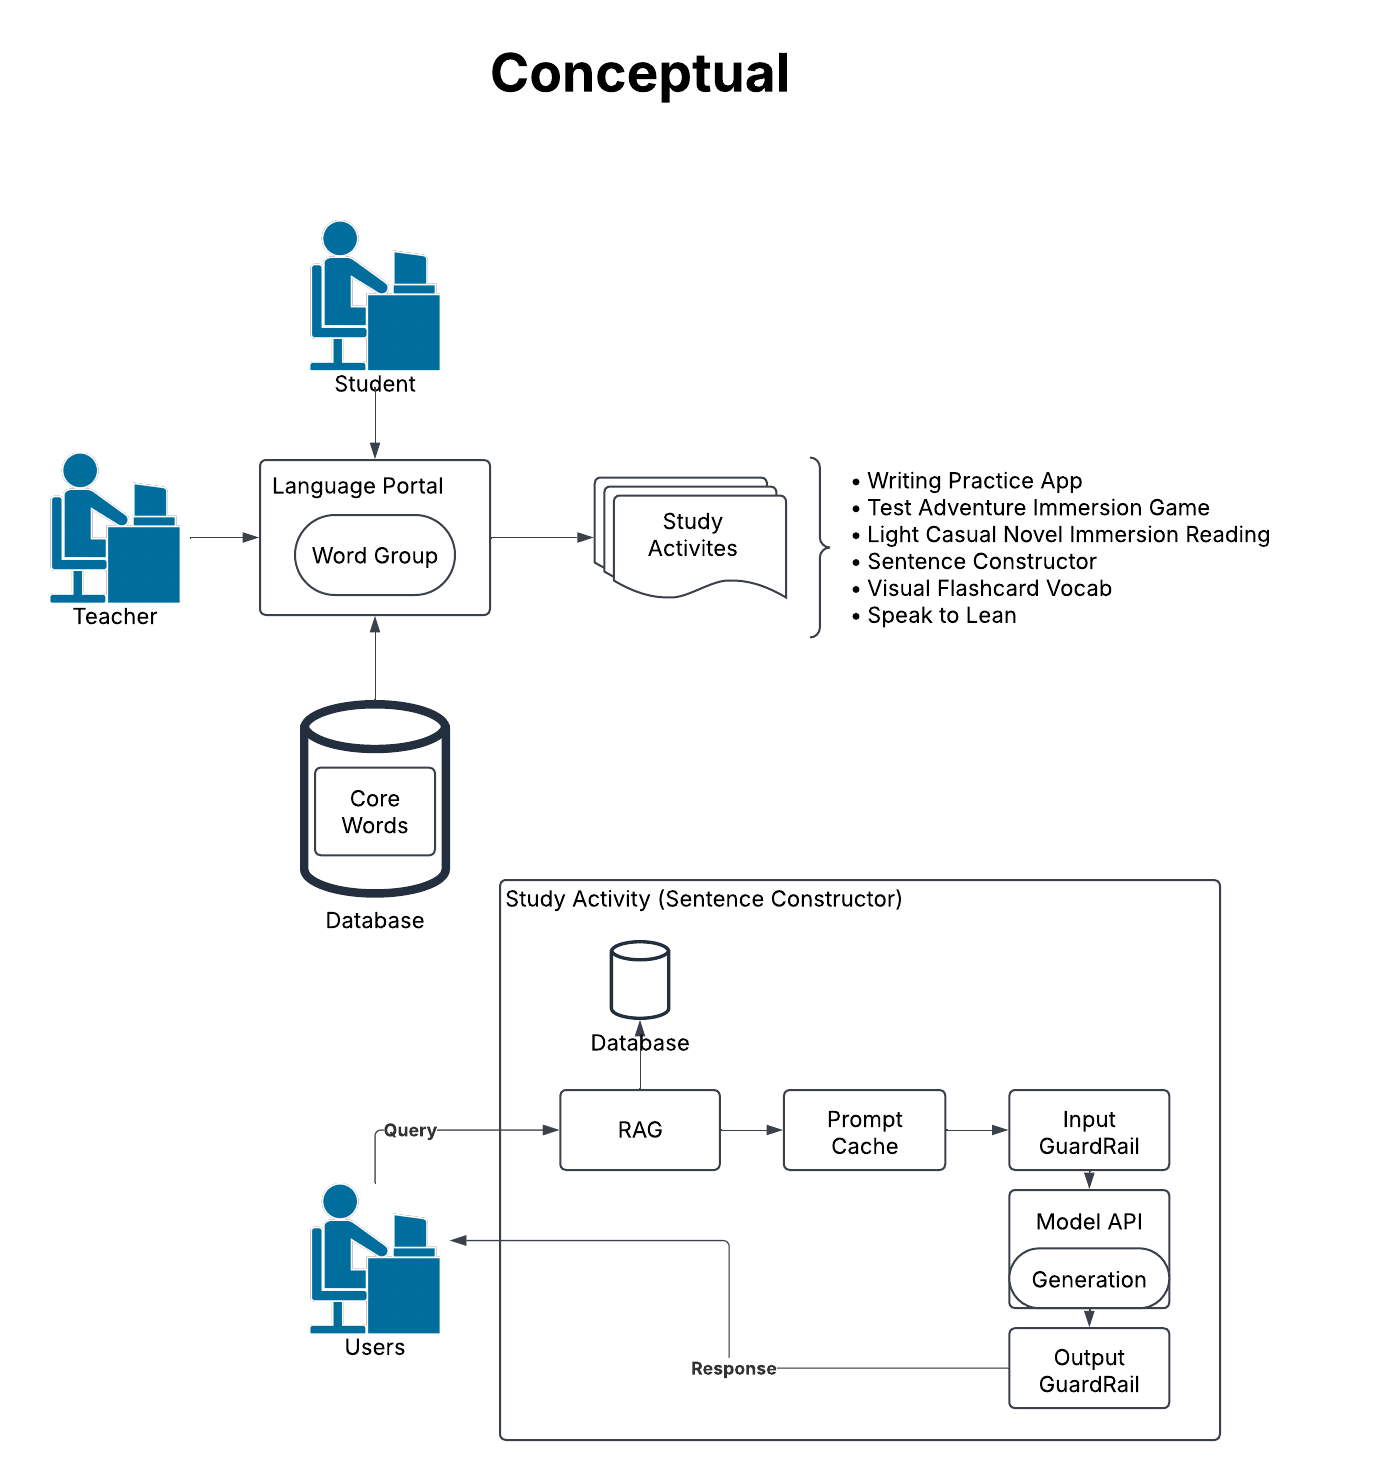 Conceptual
Student
Teacher
Language Portal
Word Group
Study
Activites
• Writing Practice App
• Test Adventure Immersion Game
• Light Casual Novel Immersion Reading
• Sentence Constructor
• Visual Flashcard Vocab
• Speak to Lean
Core
Words
Database
Study Activity (Sentence Constructor)
Database
Query
RAG
Prompt
Cache
Input
GuardRail
Model API
Generation
Users
Response
Output
GuardRail